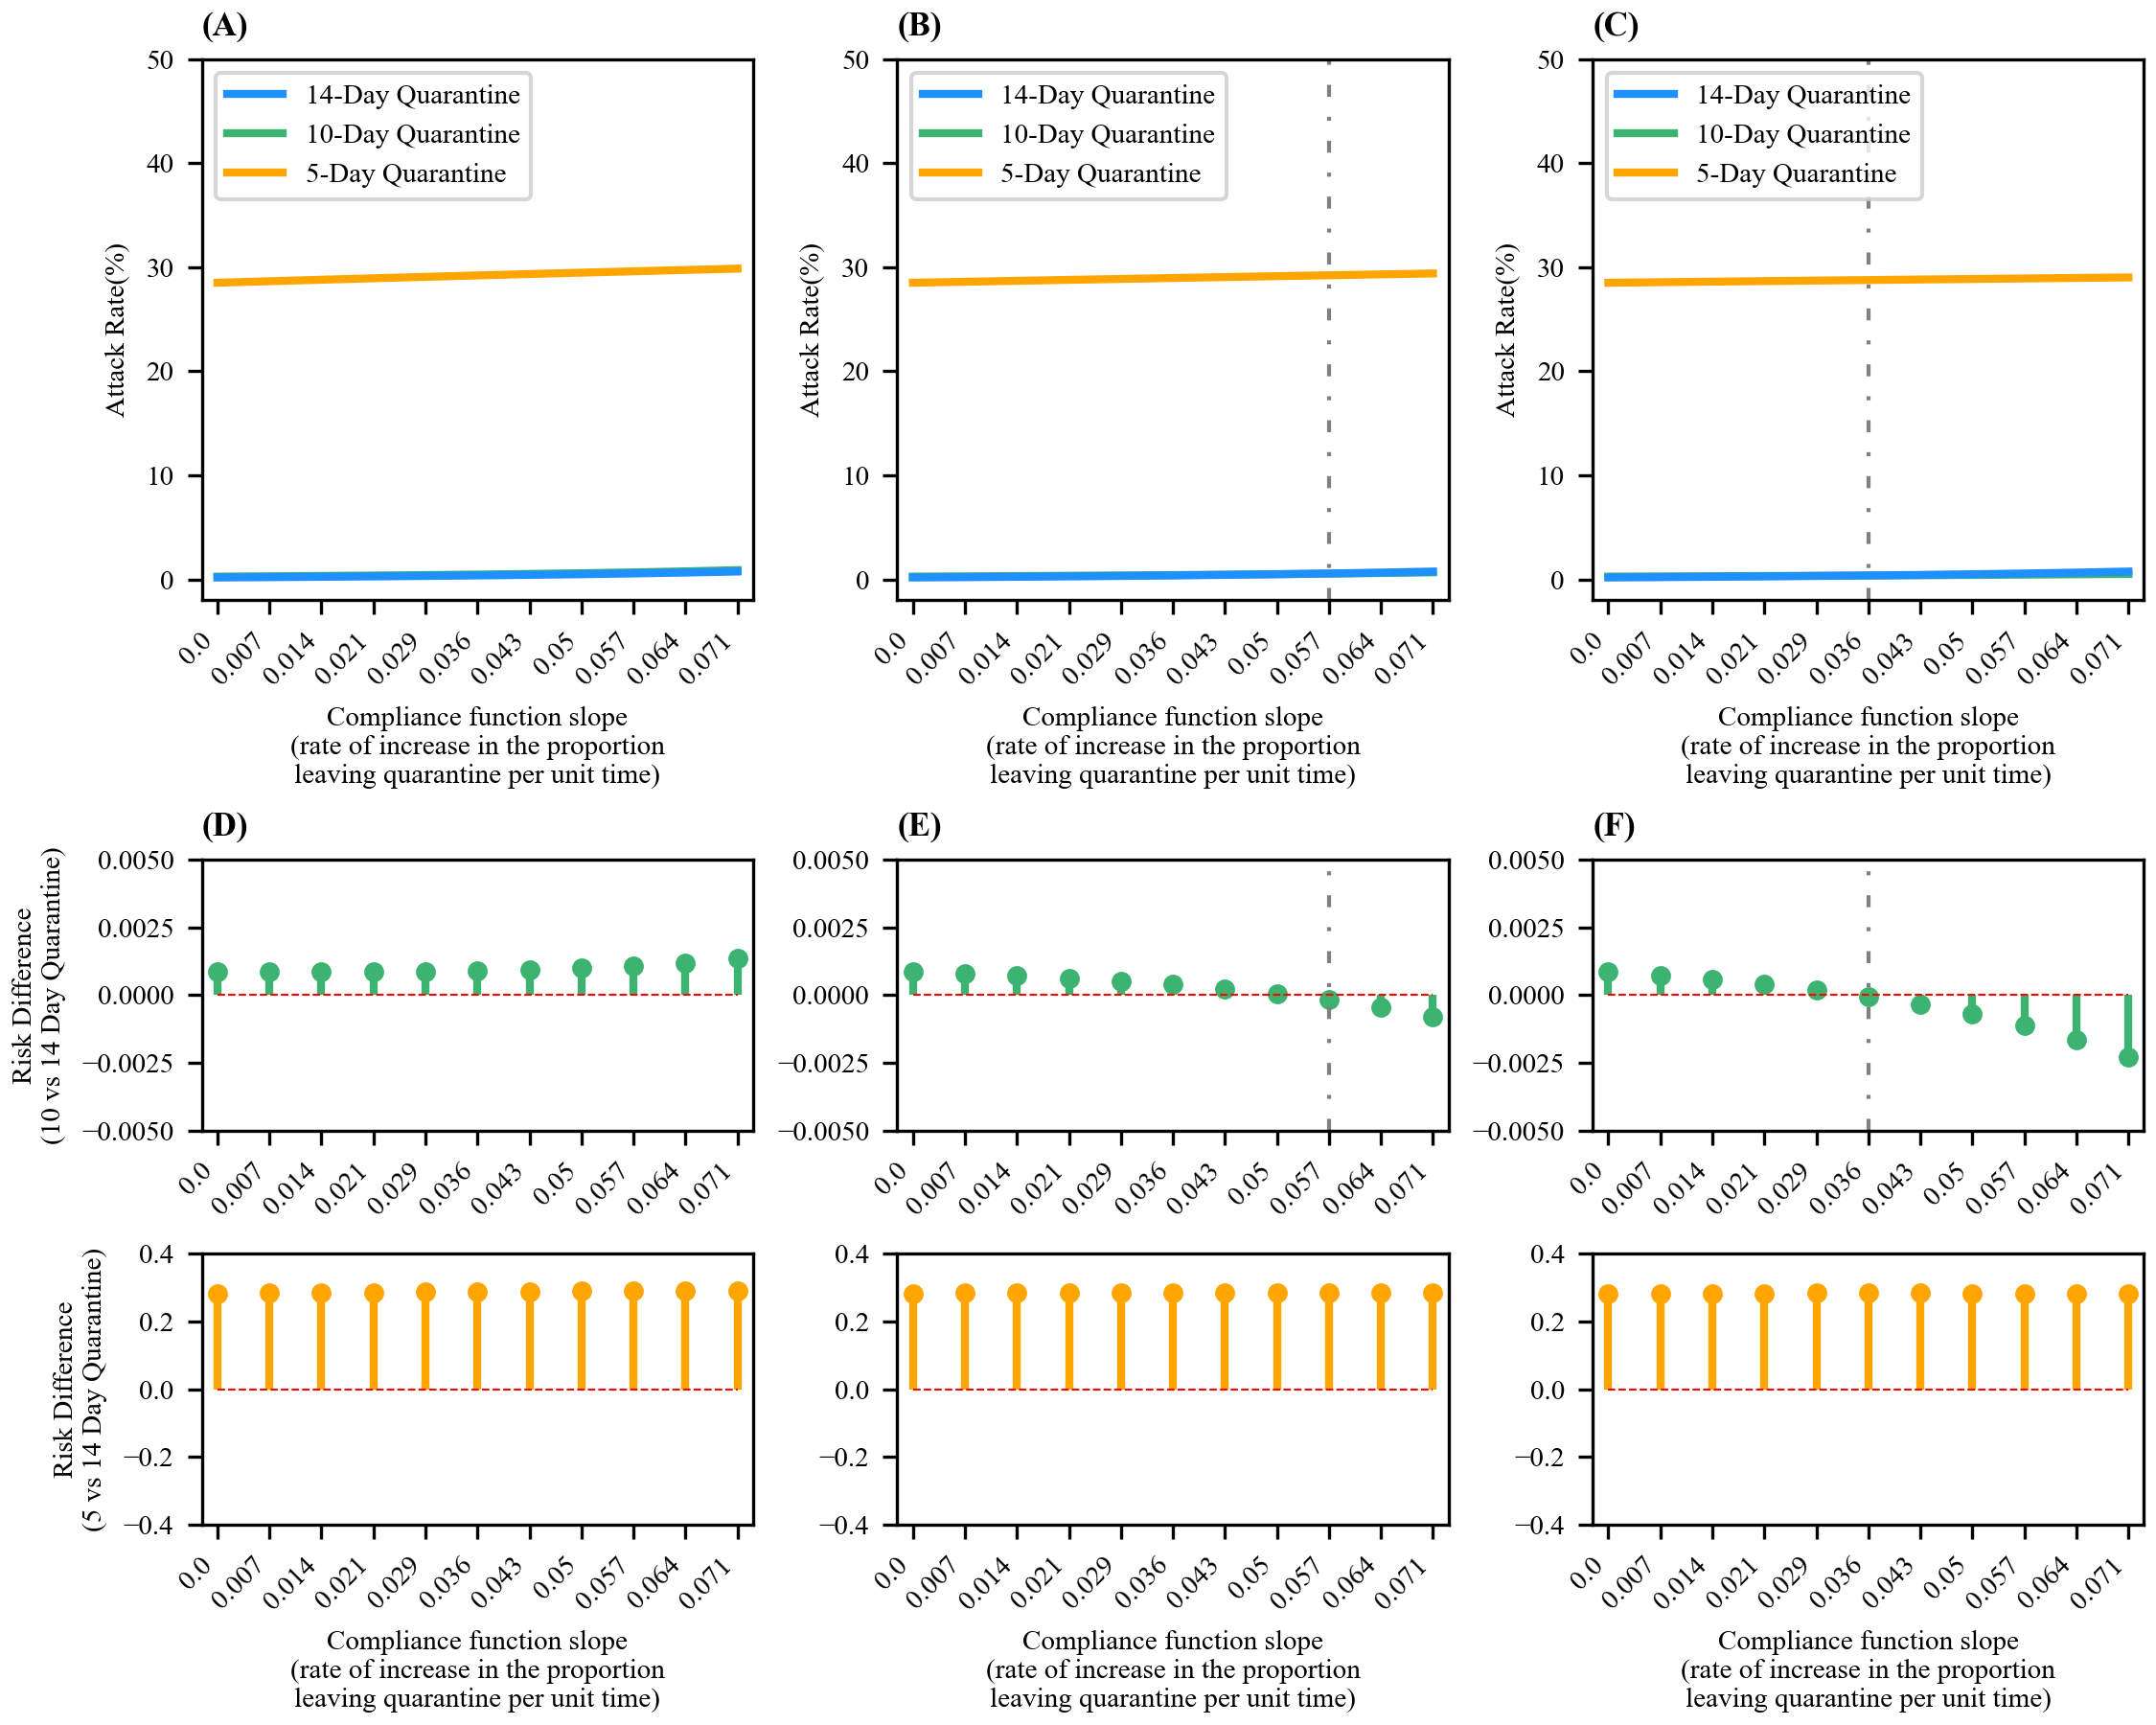 (A)
50
40
30
20
10
0
Attack Rate(%)
14-Day Quarantine
10-Day Quarantine
5-Day Quarantine
0.0 0.007 0.014 0.021 0.029 0.036 0.043 0.05 0.057 0.064 0.071
Compliance function slope
(rate of increase in the proportion
leaving quarantine per unit time)
(B)
50
40
30
20
10
0
Attack Rate(%)
14-Day Quarantine
10-Day Quarantine
5-Day Quarantine
0.0 0.007 0.014 0.021 0.029 0.036 0.043 0.05 0.057 0.064 0.071
Compliance function slope
(rate of increase in the proportion
leaving quarantine per unit time)
(C)
50
40
30
20
10
0
Attack Rate(%)
14-Day Quarantine
10-Day Quarantine
5-Day Quarantine
0.0 0.007 0.014 0.021 0.029 0.036 0.043 0.05 0.057 0.064 0.071
Compliance function slope
(rate of increase in the proportion
leaving quarantine per unit time)
(D)
Risk Difference
(10 vs 14 Day Quarantine)
0.0050
0.0025
0.0000
−0.0025
−0.0050
0.0 0.007 0.014 0.021 0.029 0.036 0.043 0.05 0.057 0.064 0.071
(E)
0.0050
0.0025
0.0000
−0.0025
−0.0050
0.0 0.007 0.014 0.021 0.029 0.036 0.043 0.05 0.057 0.064 0.071
(F)
0.0050
0.0025
0.0000
−0.0025
−0.0050
0.0 0.007 0.014 0.021 0.029 0.036 0.043 0.05 0.057 0.064 0.071
Risk Difference
(5 vs 14 Day Quarantine)
0.4
0.2
0.0
−0.2
−0.4
0.0 0.007 0.014 0.021 0.029 0.036 0.043 0.05 0.057 0.064 0.071
Compliance function slope
(rate of increase in the proportion
leaving quarantine per unit time)
0.4
0.2
0.0
−0.2
−0.4
0.0 0.007 0.014 0.021 0.029 0.036 0.043 0.05 0.057 0.064 0.071
Compliance function slope
(rate of increase in the proportion
leaving quarantine per unit time)
0.4
0.2
0.0
−0.2
−0.4
0.0 0.007 0.014 0.021 0.029 0.036 0.043 0.05 0.057 0.064 0.071
Compliance function slope
(rate of increase in the proportion
leaving quarantine per unit time)